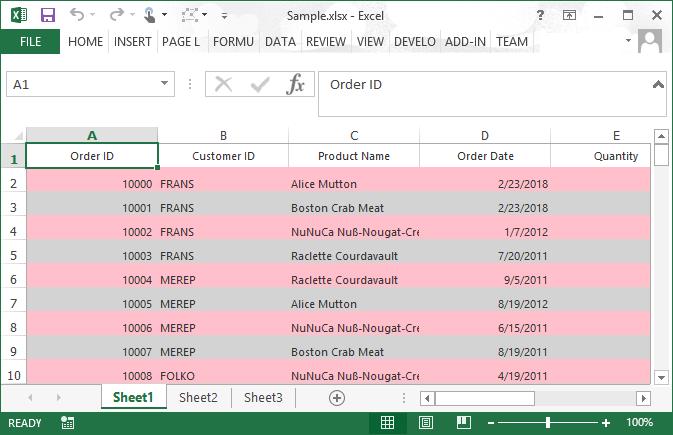 Sample.xlsx - Excel
FILE HOME INSERT PAGE L FORMU DATA REVIEW VIEW DEVELO ADD-IN TEAM
A1 fx Order ID
A B C D E
1 Order ID Customer ID Product Name Order Date Quantity
2 10000 FRANS Alice Mutton 2/23/2018
3 10001 FRANS Boston Crab Meat 2/23/2018
4 10002 FRANS NuNuCa Nuß-Nougat-Cre 1/7/2012
5 10003 FRANS Raclette Courdavault 7/20/2011
6 10004 MEREP Raclette Courdavault 9/5/2011
7 10005 MEREP Alice Mutton 8/19/2012
8 10006 MEREP NuNuCa Nuß-Nougat-Cre 6/15/2011
9 10007 MEREP Boston Crab Meat 8/19/2011
10 10008 FOLKO NuNuCa Nuß-Nougat-Cre 4/19/2011
Sheet1 Sheet2 Sheet3
READY 100%